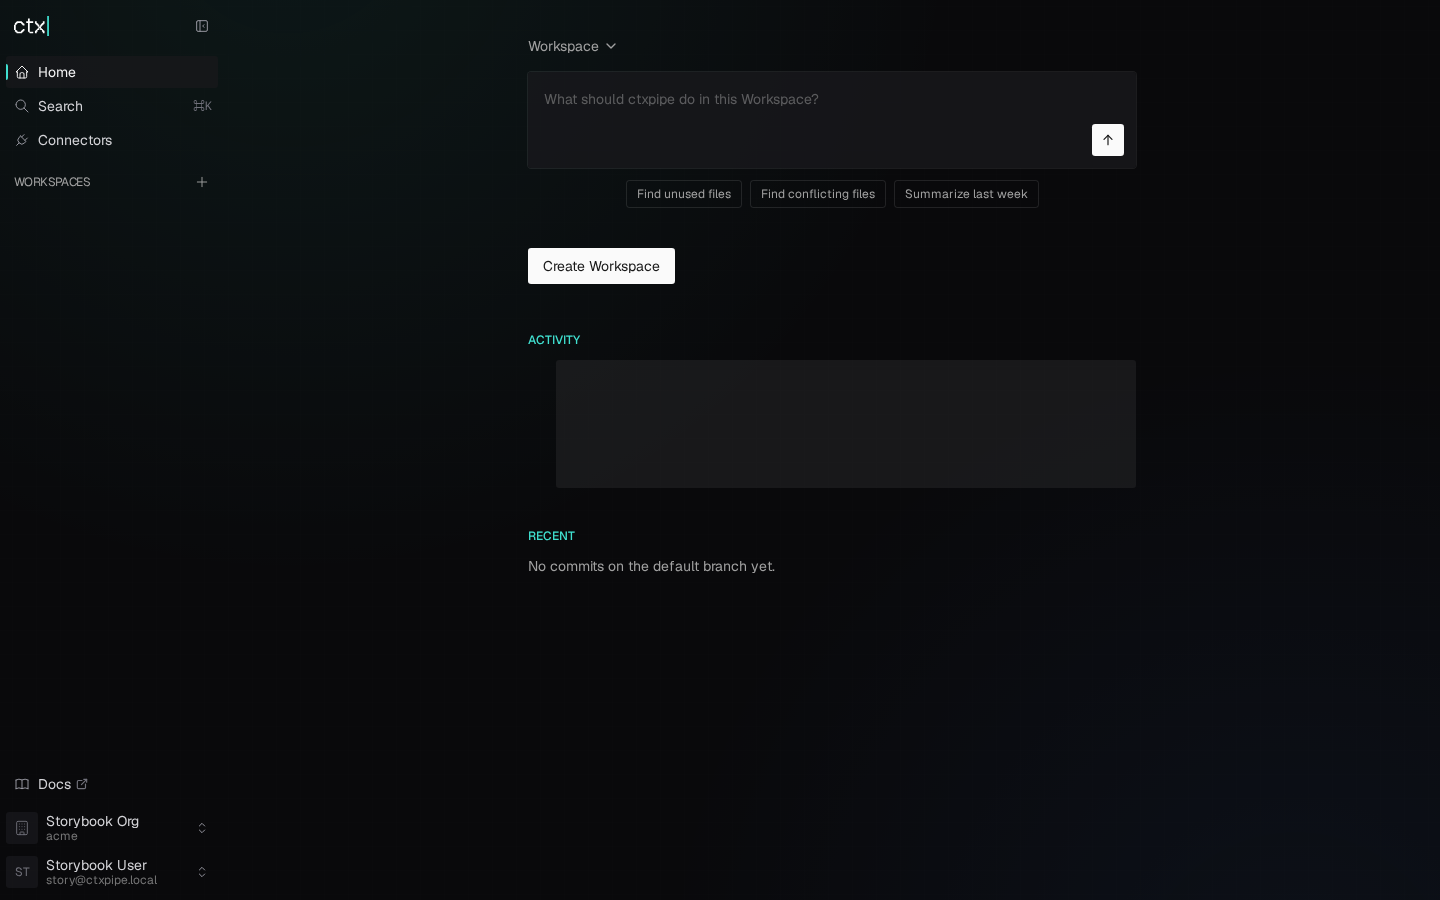 ctx
Home
Search ⌘K
Connectors
WORKSPACES
Workspace
What should ctxpipe do in this Workspace?
Find unused files
Find conflicting files
Summarize last week
Create Workspace
ACTIVITY
RECENT
No commits on the default branch yet.
Docs
Storybook Org
acme
ST
Storybook User
story@ctxpipe.local